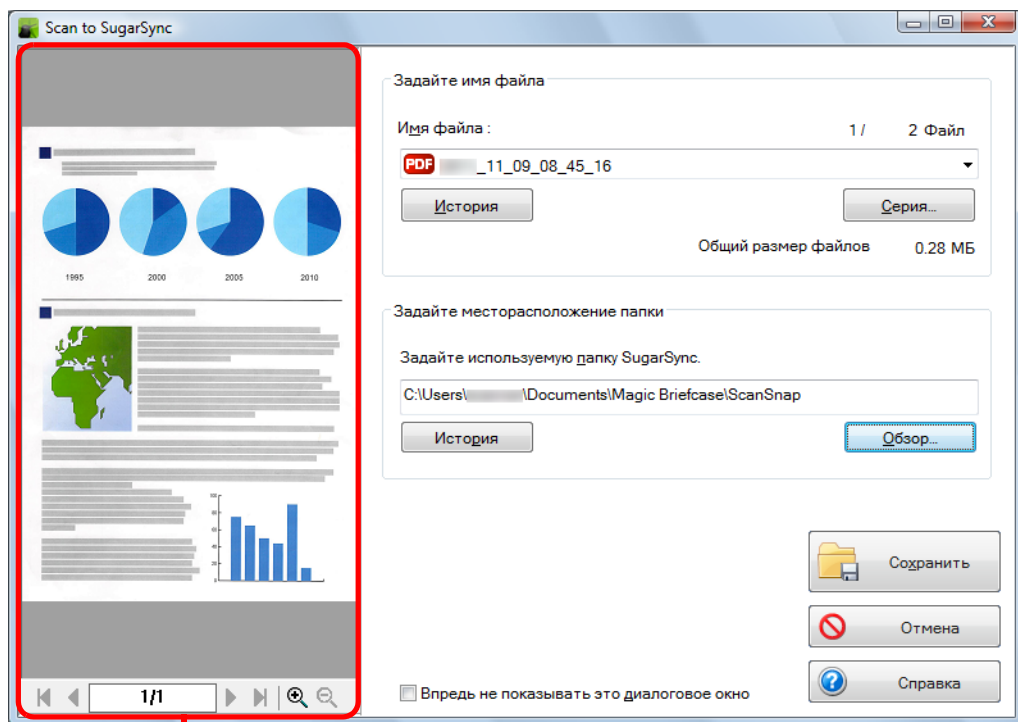 Scan to SugarSync
1995 2000 2005 2010
1/1
Задайте имя файла
Имя файла : 1 / 2 Файл
PDF _11_09_08_45_16
История Серия...
Общий размер файлов 0.28 МБ
Задайте месторасположение папки
Задайте используемую папку SugarSync.
C:\Users\ \Documents\Magic Briefcase\ScanSnap
История Обзор...
Сохранить
Отмена
Справка
Впредь не показывать это диалоговое окно